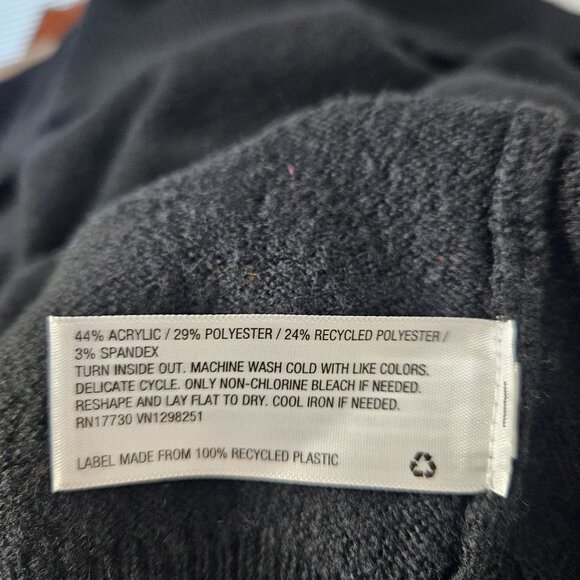 44% ACRYLIC / 29% POLYESTER / 24% RECYCLED POLYESTER /
3% SPANDEX
TURN INSIDE OUT. MACHINE WASH COLD WITH LIKE COLORS.
DELICATE CYCLE. ONLY NON-CHLORINE BLEACH IF NEEDED.
RESHAPE AND LAY FLAT TO DRY. COOL IRON IF NEEDED.
RN17730 VN1298251
LABEL MADE FROM 100% RECYCLED PLASTIC